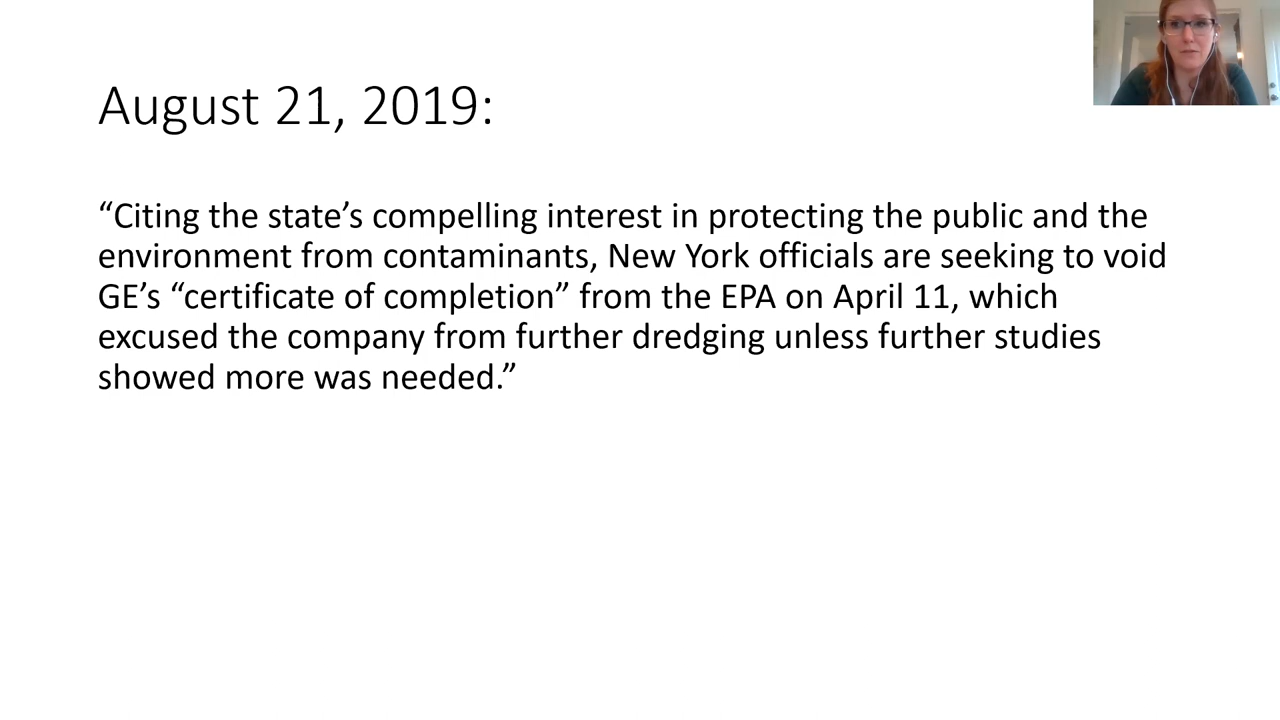 August 21, 2019:
“Citing the state’s compelling interest in protecting the public and the
environment from contaminants, New York officials are seeking to void
GE’s “certificate of completion” from the EPA on April 11, which
excused the company from further dredging unless further studies
showed more was needed.”